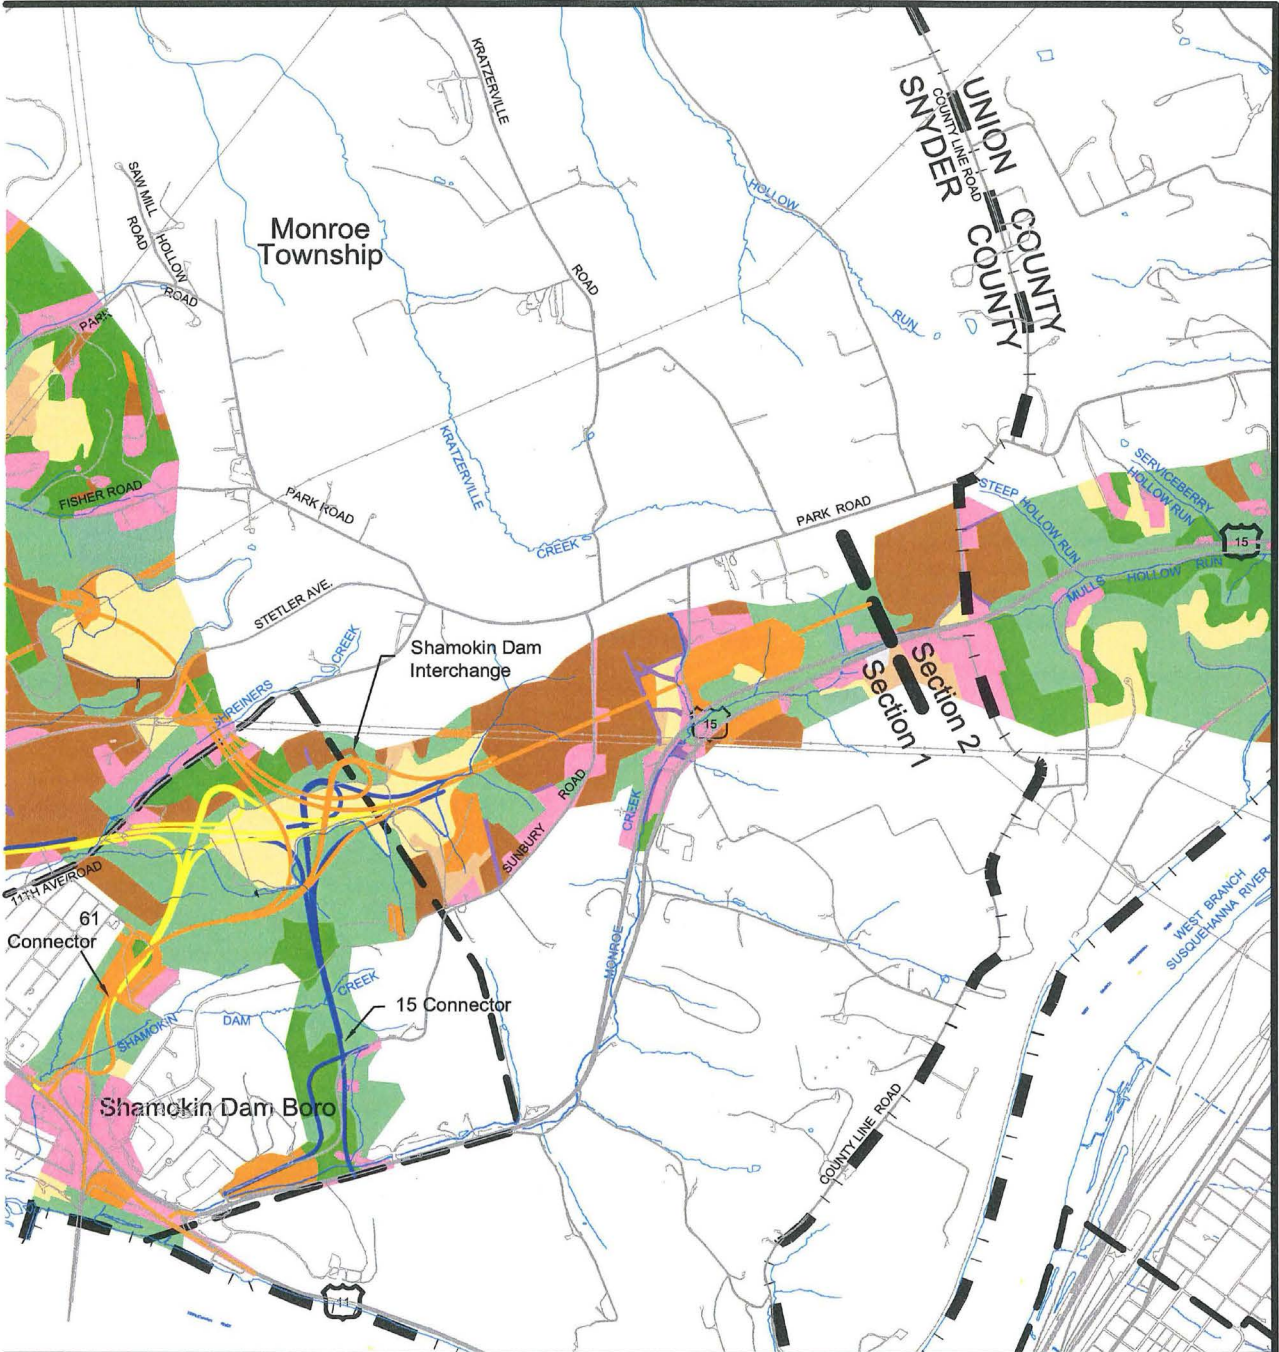 KRATZERVILLE
ROAD
UNION COUNTY
COUNTY LINE ROAD
SNYDER COUNTY
SAW MILL
HOLLOW
ROAD
ROAD
Monroe
Township
HOLLOW
RUN
PARK
KRATZERVILLE
CREEK
FISHER ROAD
PARK ROAD
PARK ROAD
SERVICEBERRY
HOLLOW RUN
STEEP HOLLOW RUN
15
MULLS HOLLOW RUN
STETLER AVE.
SHREINERS
CREEK
Shamokin Dam
Interchange
Section 2
Section 1
15
SUNBURY
ROAD
CREEK
MONROE
11TH AVE/ROAD
61
Connector
WEST BRANCH
SUSQUEHANNA RIVER
15 Connector
SHAMOKIN
DAM
CREEK
Shamokin Dam Boro
COUNTY LINE ROAD
11